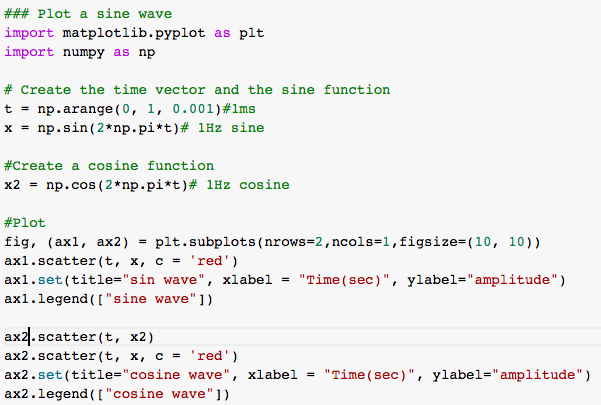 ### Plot a sine wave
import matplotlib.pyplot as plt
import numpy as np
# Create the time vector and the sine function
t = np.arange(0, 1, 0.001)#1ms
x = np.sin(2*np.pi*t)# 1Hz sine
#Create a cosine function
x2 = np.cos(2*np.pi*t)# 1Hz cosine
#Plot
fig, (ax1, ax2) = plt.subplots(nrows=2,ncols=1,figsize=(10, 10))
ax1.scatter(t, x, c = 'red')
ax1.set(title="sin wave", xlabel = "Time(sec)", ylabel="amplitude")
ax1.legend(["sine wave"])
ax2.scatter(t, x2)
ax2.scatter(t, x, c = 'red')
ax2.set(title="cosine wave", xlabel = "Time(sec)", ylabel="amplitude")
ax2.legend(["cosine wave"])